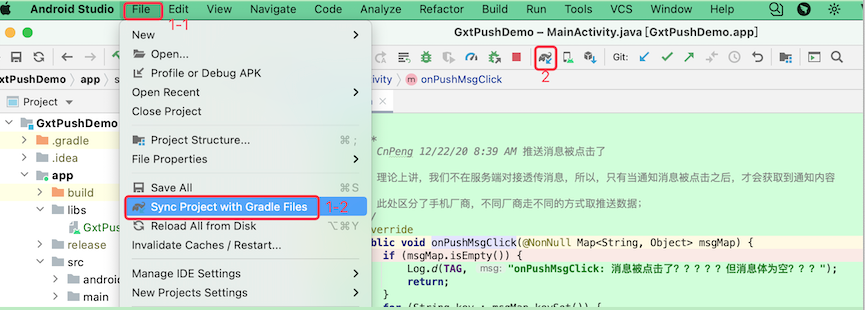 Android Studio File Edit View Navigate Code Analyze Refactor Build Run Tools VCS Window Help
1-1
GxtPushDemo – MainActivity.java [GxtPushDemo.app]
New
Open...
Git:
2
Profile or Debug APK
xtPushDemo app
ivity onPushMsgClick
Open Recent
Project
Close Project
GxtPushDemo
.gradle
Project Structure... ⌘ ;
*
CnPeng 12/22/20 8:39 AM 推送消息被点击了
.idea
File Properties
app
理论上讲，我们不在服务端对接透传消息，所以，只有当通知消息被点击之后，才会获取到通知内容
build
Save All ⌘S
libs
Sync Project with Gradle Files 1-2
此处区分了手机厂商，不同厂商走不同的方式取推送数据；
GxtPus
Reload All from Disk ⌥⌘Y
/
erride
release
Invalidate Caches / Restart...
blic void onPushMsgClick(@NonNull Map<String, Object> msgMap) {
src
if (msgMap.isEmpty()) {
android
Manage IDE Settings
Log.d(TAG, msg: "onPushMsgClick: 消息被点击了？？？？？但消息体为空？？？");
main
New Projects Settings
return;
}
for (String key : msgMap.keySet()) {